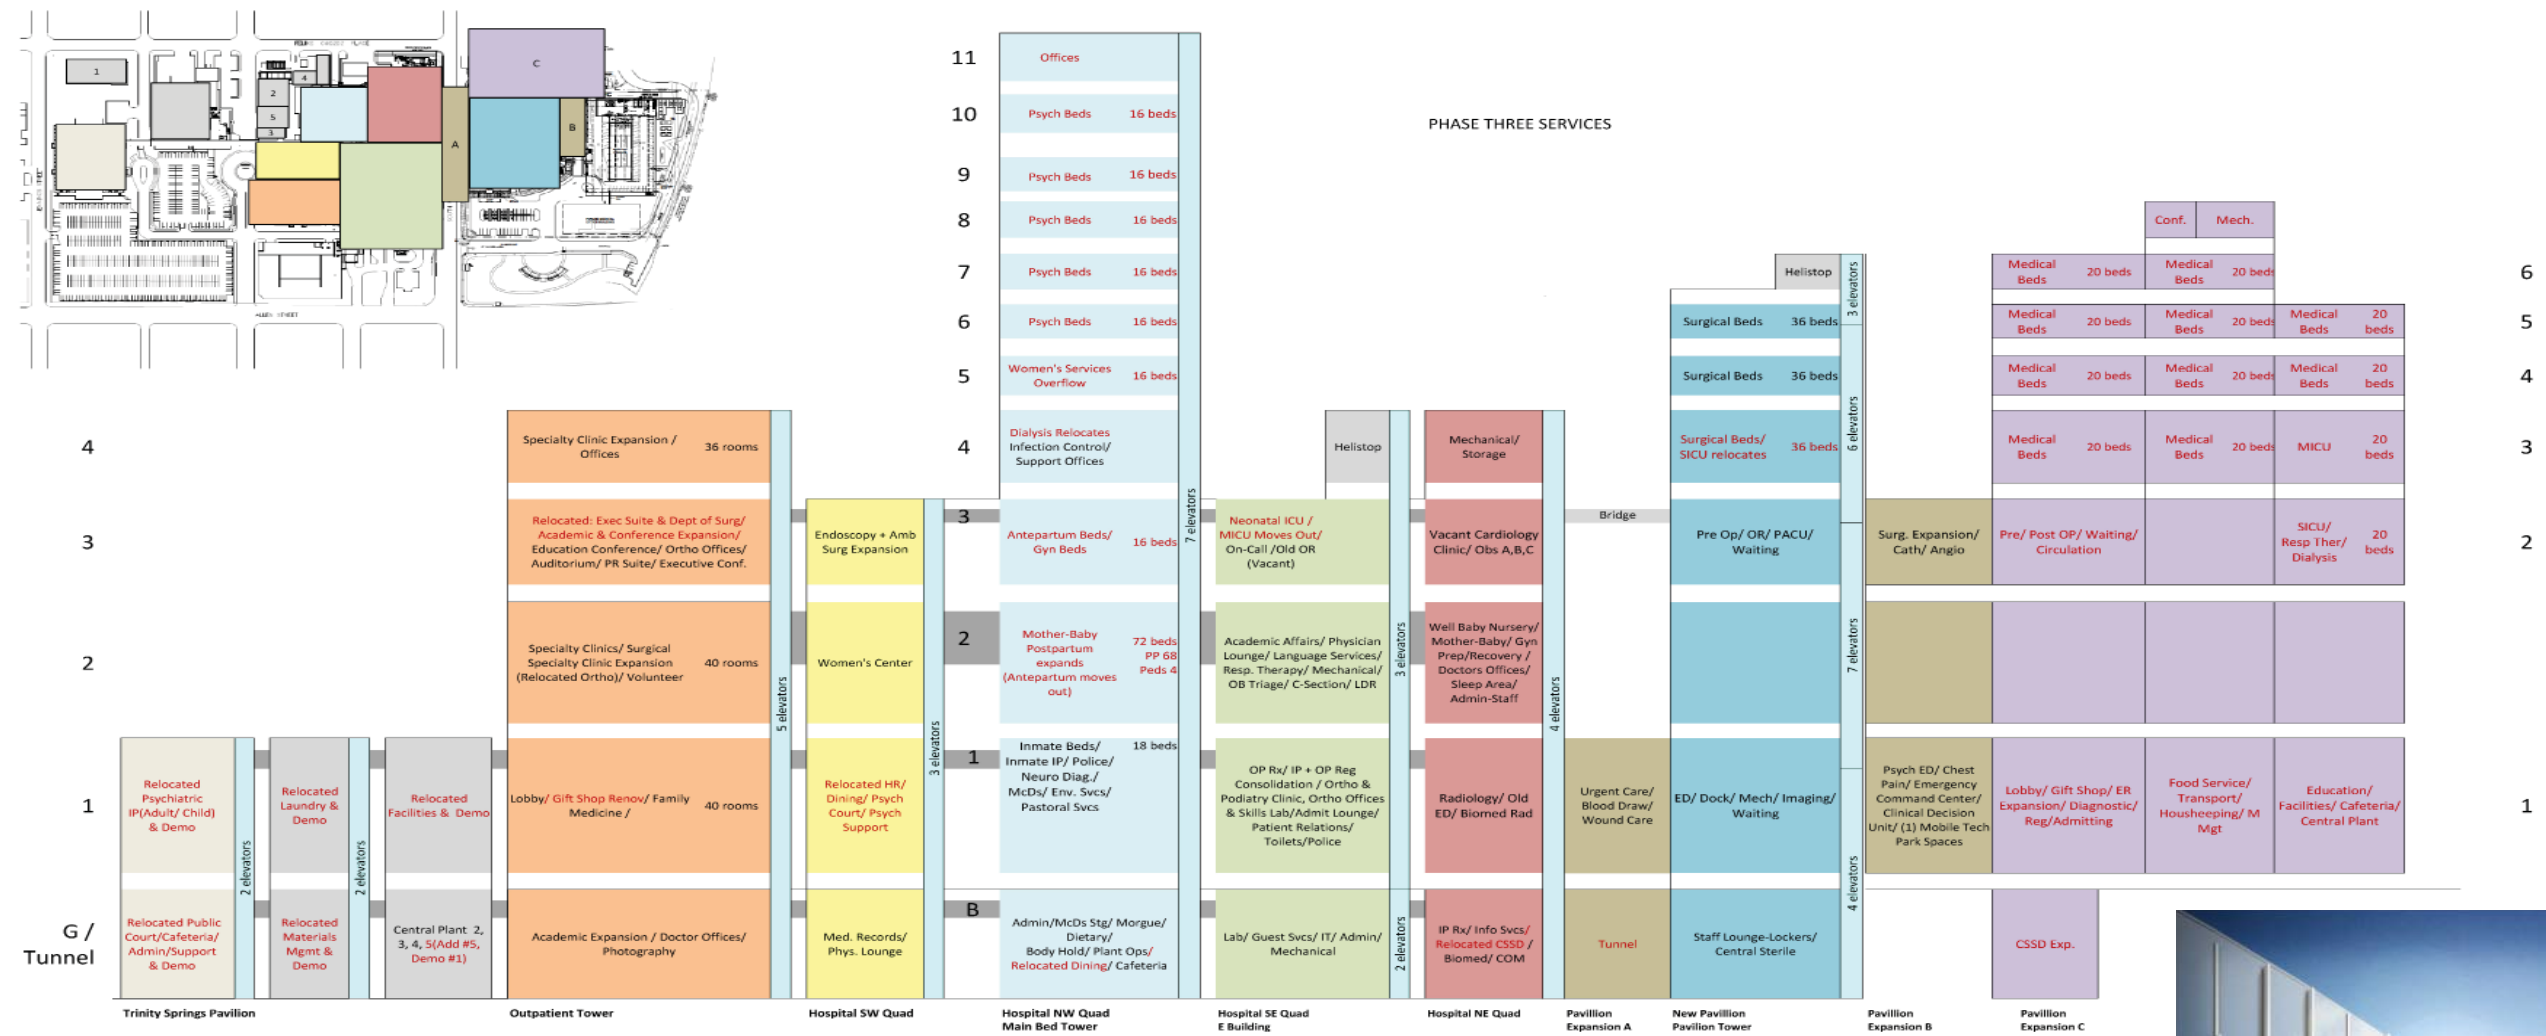 C
1
4
2
5
3
A
B
PHASE THREE SERVICES
11
Offices
10
Psych Beds
16 beds
9
Psych Beds
16 beds
8
Psych Beds
16 beds
7
Psych Beds
16 beds
6
Psych Beds
16 beds
5
Women's Services
Overflow
16 beds
4
Dialysis Relocates
Infection Control/
Support Offices
3
Antepartum Beds/
Gyn Beds
16 beds
2
Mother-Baby
Postpartum
expands
(Antepartum moves
out)
72 beds
PP 68
Peds 4
1
Inmate Beds/
Inmate IP/ Police/
Neuro Diag./
McDs/ Env. Svcs/
Pastoral Svcs
18 beds
B
Admin/McDs Stg/ Morgue/
Dietary/
Body Hold/ Plant Ops/
Relocated Dining/ Cafeteria
7 elevators
4
3
2
1
G /
Tunnel
Relocated
Psychiatric
IP(Adult/ Child)
& Demo
Relocated Public
Court/Cafeteria/
Admin/Support
& Demo
2 elevators
Relocated
Laundry &
Demo
Relocated
Materials
Mgmt &
Demo
2 elevators
Relocated
Facilities & Demo
Central Plant 2,
3, 4, 5(Add #5,
Demo #1)
Specialty Clinic Expansion /
Offices
36 rooms
Relocated: Exec Suite & Dept of Surg/
Academic & Conference Expansion/
Education Conference/ Ortho Offices/
Auditorium/ PR Suite/ Executive Conf.
Specialty Clinics/ Surgical
Specialty Clinic Expansion
(Relocated Ortho)/ Volunteer
40 rooms
Lobby/ Gift Shop Renov/ Family
Medicine /
40 rooms
Academic Expansion / Doctor Offices/
Photography
5 elevators
Endoscopy + Amb
Surg Expansion
Women's Center
Relocated HR/
Dining/ Psych
Court/ Psych
Support
Med. Records/
Phys. Lounge
3 elevators
Helistop
Neonatal ICU /
MICU Moves Out/
On-Call /Old OR
(Vacant)
Academic Affairs/ Physician
Lounge/ Language Services/
Resp. Therapy/ Mechanical/
OB Triage/ C-Section/ LDR
OP Rx/ IP + OP Reg
Consolidation / Ortho &
Podiatry Clinic, Ortho Offices
& Skills Lab/Admit Lounge/
Patient Relations/
Toilets/Police
Lab/ Guest Svcs/ IT/ Admin/
Mechanical
3 elevators
2 elevators
Mechanical/
Storage
Vacant Cardiology
Clinic/ Obs A,B,C
Well Baby Nursery/
Mother-Baby/ Gyn
Prep/Recovery /
Doctors Offices/
Sleep Area/
Admin-Staff
Radiology/ Old
ED/ Biomed Rad
IP Rx/ Info Svcs/
Relocated CSSD /
Biomed/ COM
4 elevators
Bridge
Urgent Care/
Blood Draw/
Wound Care
Tunnel
Helistop
3 elevators
Surgical Beds
36 beds
Surgical Beds
36 beds
Surgical Beds/
SICU relocates
36 beds
6 elevators
Pre Op/ OR/ PACU/
Waiting
7 elevators
ED/ Dock/ Mech/ Imaging/
Waiting
Staff Lounge-Lockers/
Central Sterile
4 elevators
Surg. Expansion/
Cath/ Angio
Psych ED/ Chest
Pain/ Emergency
Command Center/
Clinical Decision
Unit/ (1) Mobile Tech
Park Spaces
Conf.
Mech.
Medical
Beds
20 beds
Medical
Beds
20 beds
6
Medical
Beds
20 beds
Medical
Beds
20 beds
Medical
Beds
20
beds
5
Medical
Beds
20 beds
Medical
Beds
20 beds
Medical
Beds
20
beds
4
Medical
Beds
20 beds
Medical
Beds
20 beds
MICU
20
beds
3
Pre/ Post OP/ Waiting/
Circulation
SICU/
Resp Ther/
Dialysis
20
beds
2
Lobby/ Gift Shop/ ER
Expansion/ Diagnostic/
Reg/Admitting
Food Service/
Transport/
Housheeping/ M
Mgt
Education/
Facilities/ Cafeteria/
Central Plant
1
CSSD Exp.
Trinity Springs Pavilion
Outpatient Tower
Hospital SW Quad
Hospital NW Quad
Main Bed Tower
Hospital SE Quad
E Building
Hospital NE Quad
Pavillion
Expansion A
New Pavillion
Pavilion Tower
Pavillion
Expansion B
Pavillion
Expansion C